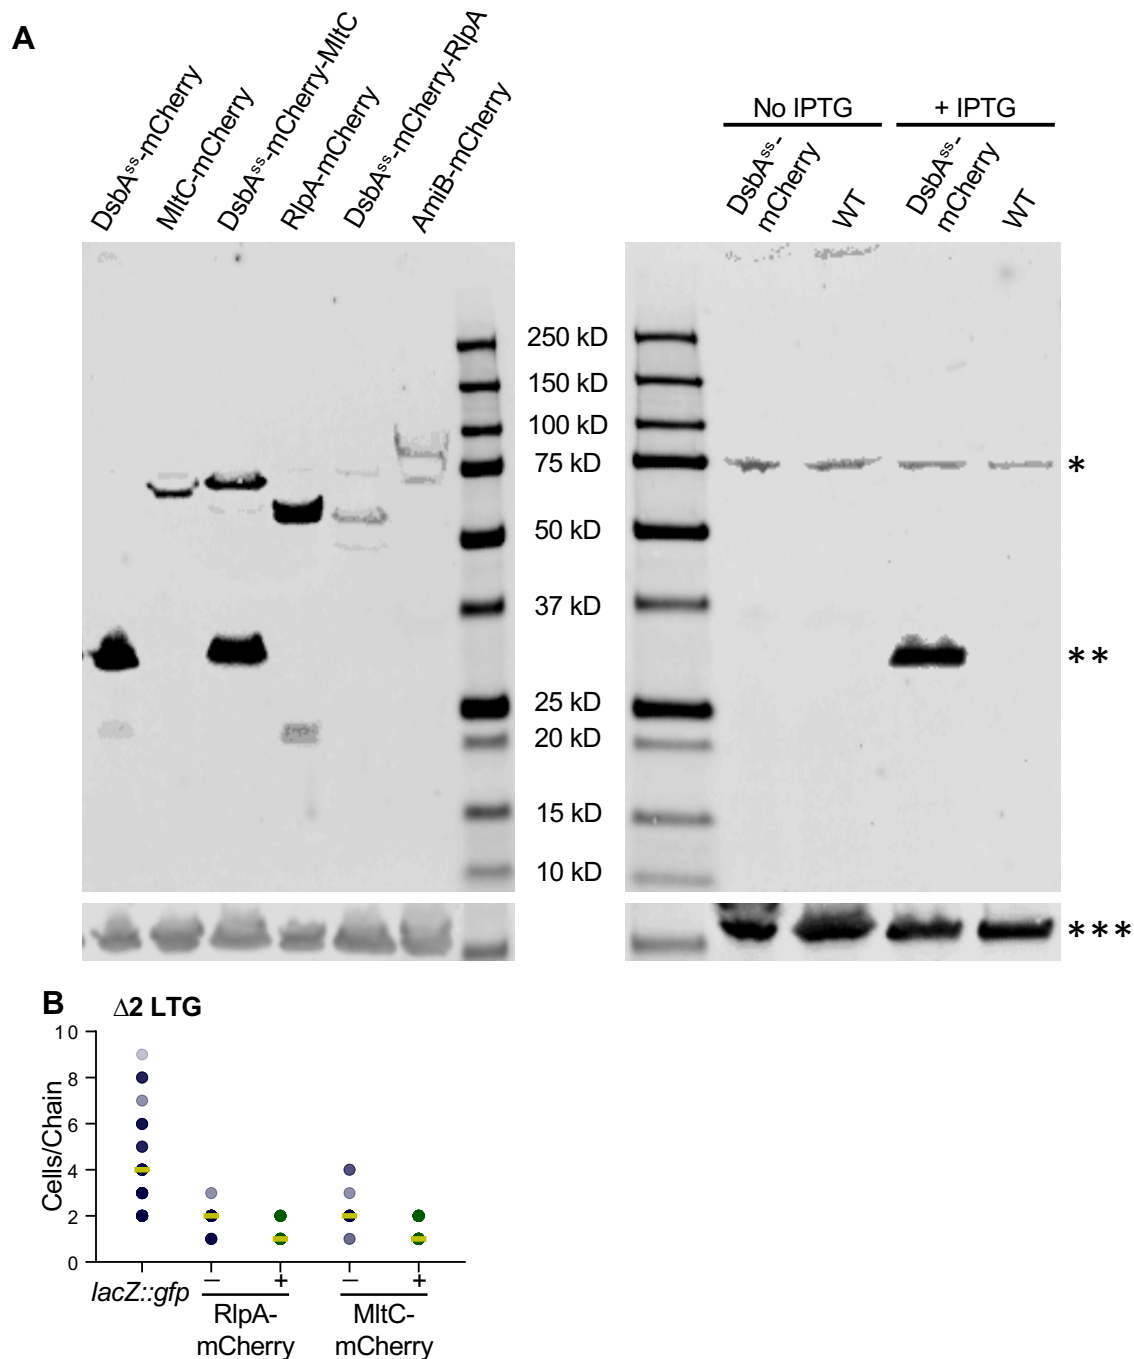 A
DsbAˢˢ-mCherry
MltC-mCherry
DsbAˢˢ-mCherry-MltC
RlpA-mCherry
DsbAˢˢ-mCherry-RlpA
AmiB-mCherry
No IPTG
+ IPTG
DsbAˢˢ-
mCherry
WT
DsbAˢˢ-
mCherry
WT
250 kD
150 kD
100 kD
75 kD
50 kD
37 kD
25 kD
20 kD
15 kD
10 kD
*
**
***
B
Δ2 LTG
Cells/Chain
10
8
6
4
2
0
lacZ::gfp
– +
RlpA-
mCherry
– +
MltC-
mCherry